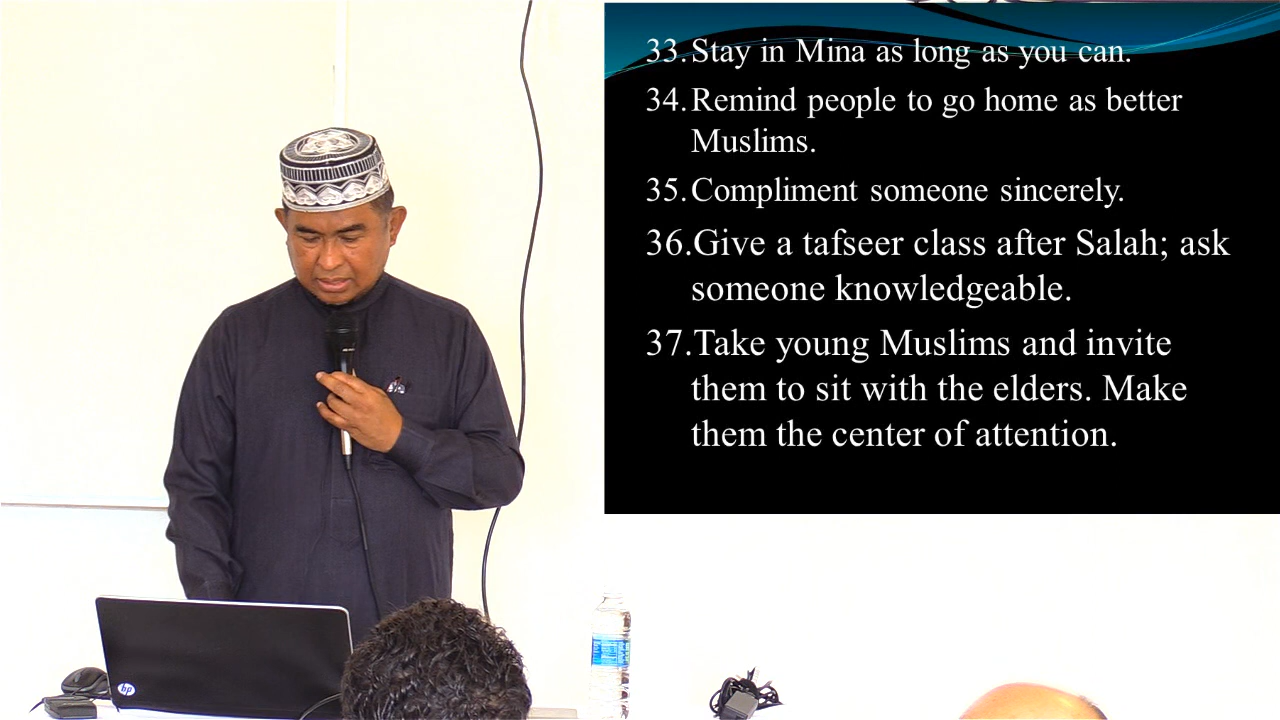 33. Stay in Mina as long as you can.
34. Remind people to go home as better
Muslims.
35. Compliment someone sincerely.
36. Give a tafseer class after Salah; ask
someone knowledgeable.
37. Take young Muslims and invite
them to sit with the elders. Make
them the center of attention.
hp